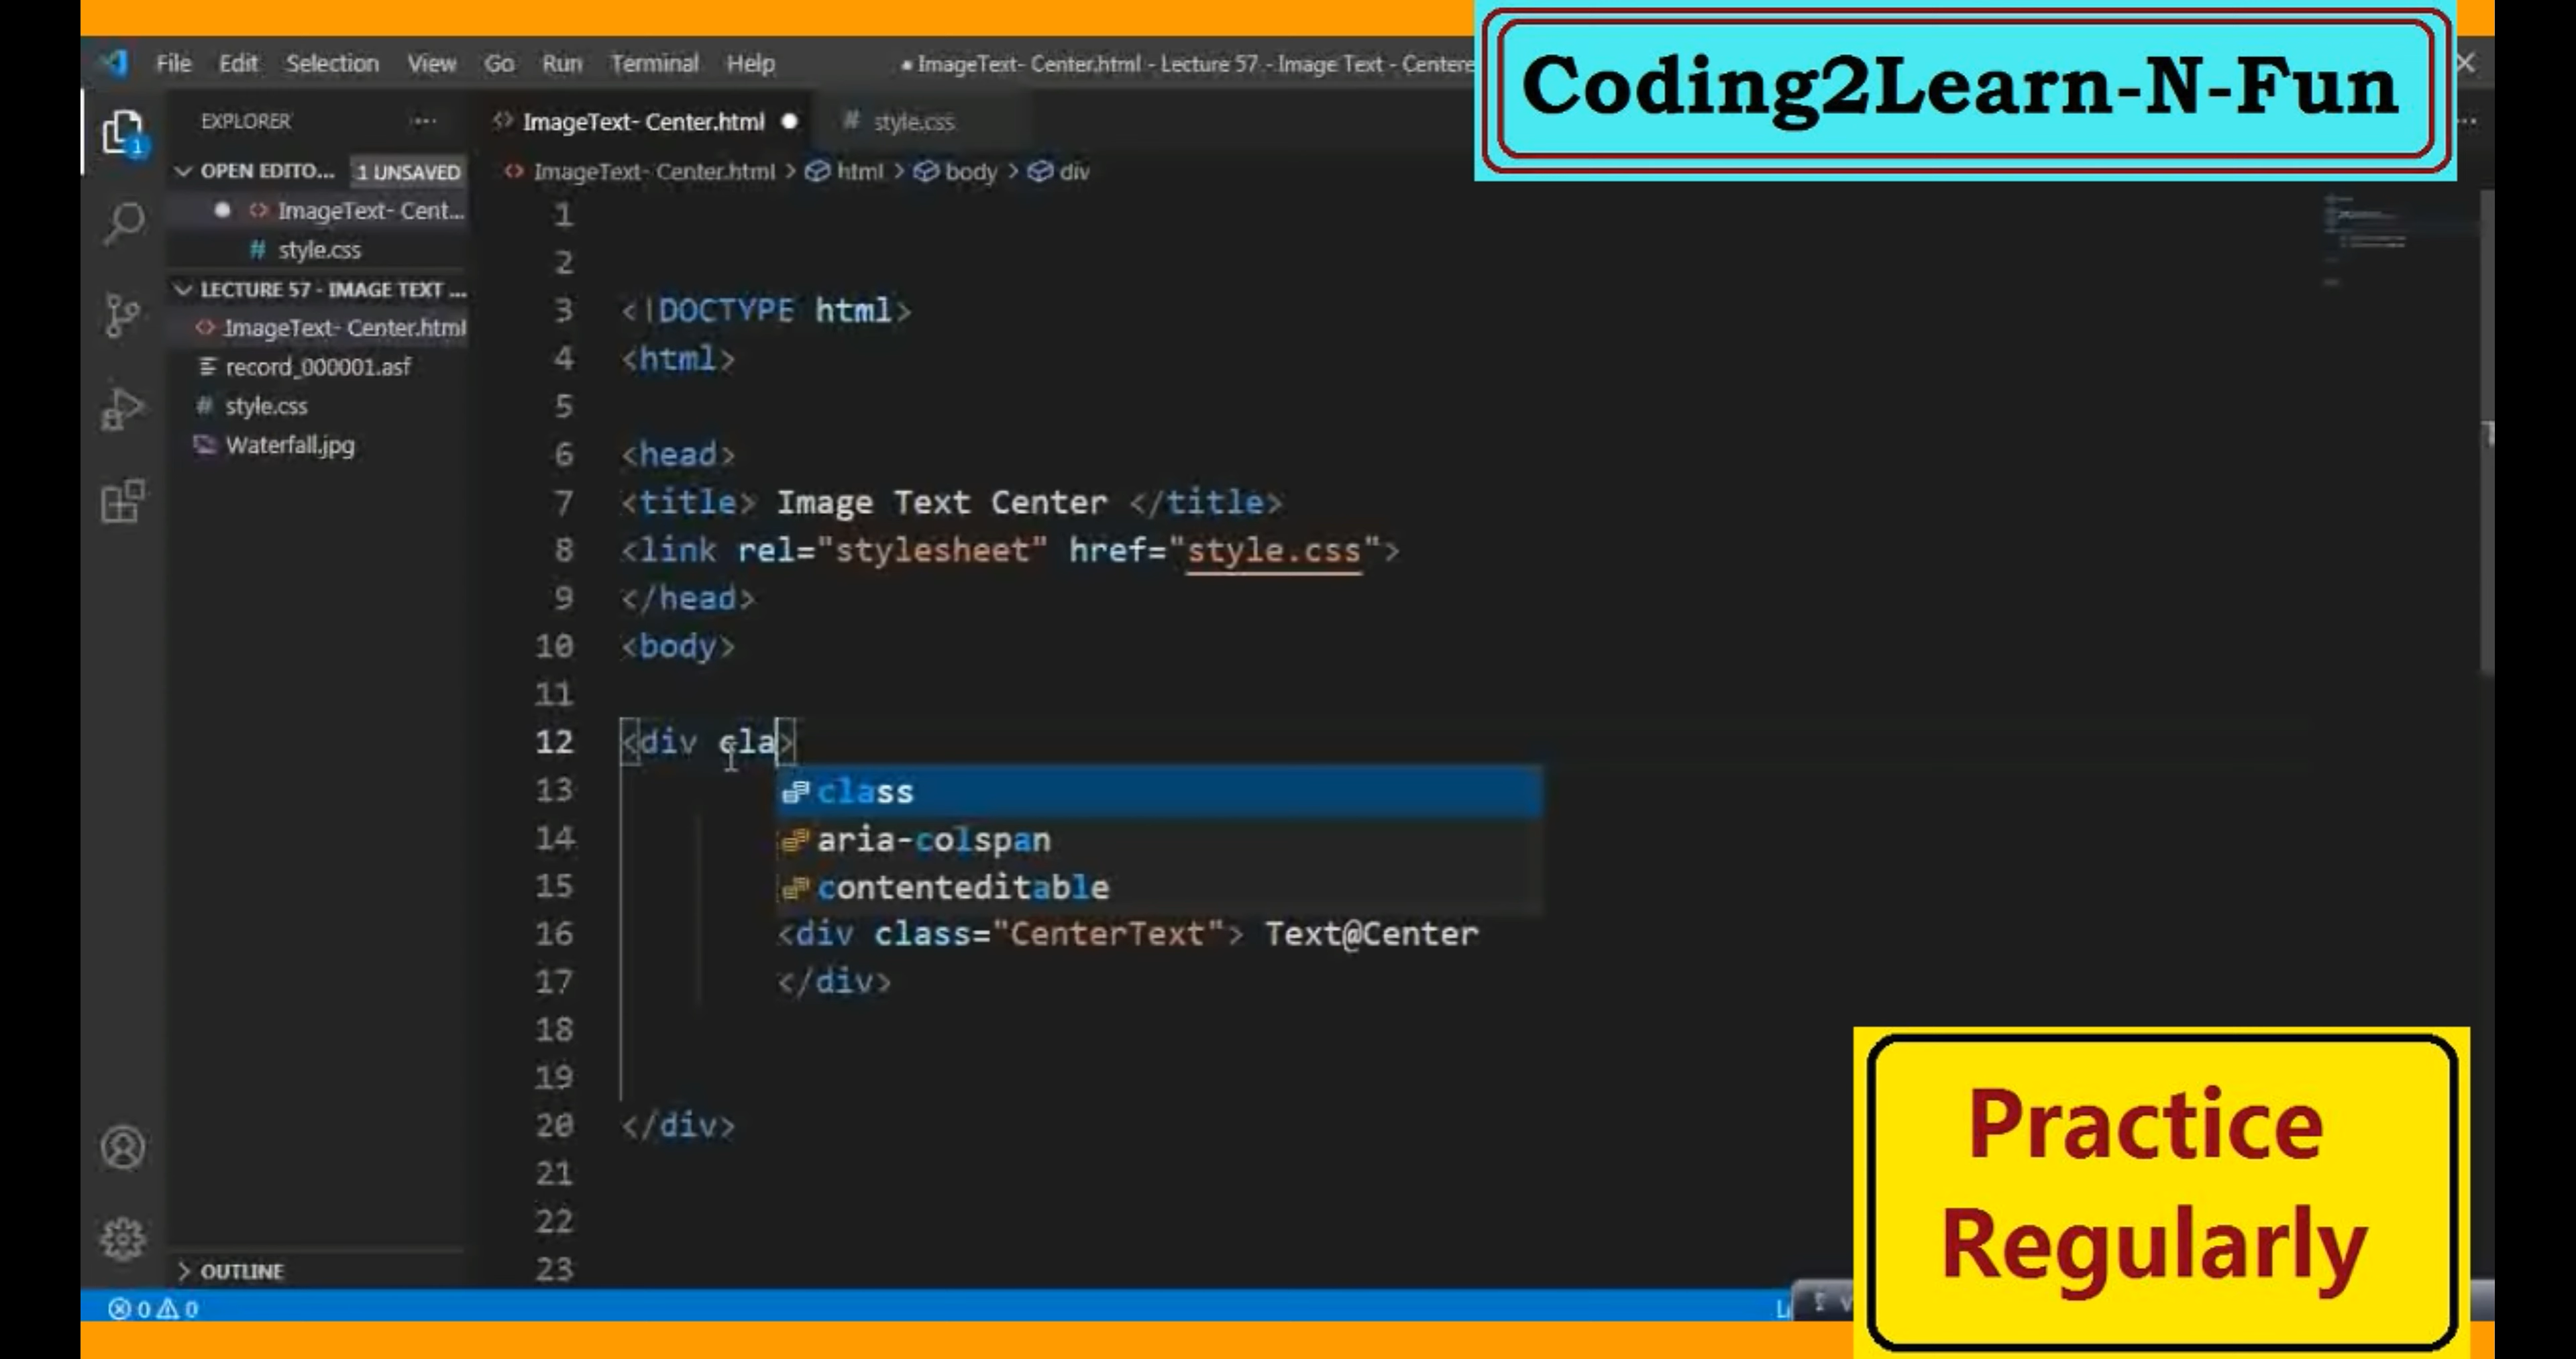 File Edit Selection View Go Run Terminal Help
● ImageText- Center.html - Lecture 57 - Image Text - Centere
Coding2Learn-N-Fun
EXPLORER ...
ImageText- Center.html ●
# style.css
OPEN EDITO... 1 UNSAVED
ImageText- Center.html > html > body > div
ImageText- Cent...
# style.css
LECTURE 57 - IMAGE TEXT ...
ImageText- Center.html
record_000001.asf
# style.css
Waterfall.jpg
OUTLINE
1
1
2
3 <!DOCTYPE html>
4 <html>
5
6 <head>
7 <title> Image Text Center </title>
8 <link rel="stylesheet" href="style.css">
9 </head>
10 <body>
11
12 <div cla>
13 class
14 aria-colspan
15 contenteditable
16 <div class="CenterText"> Text@Center
17 </div>
18
19
20 </div>
21
22
23
0 0
Practice
Regularly